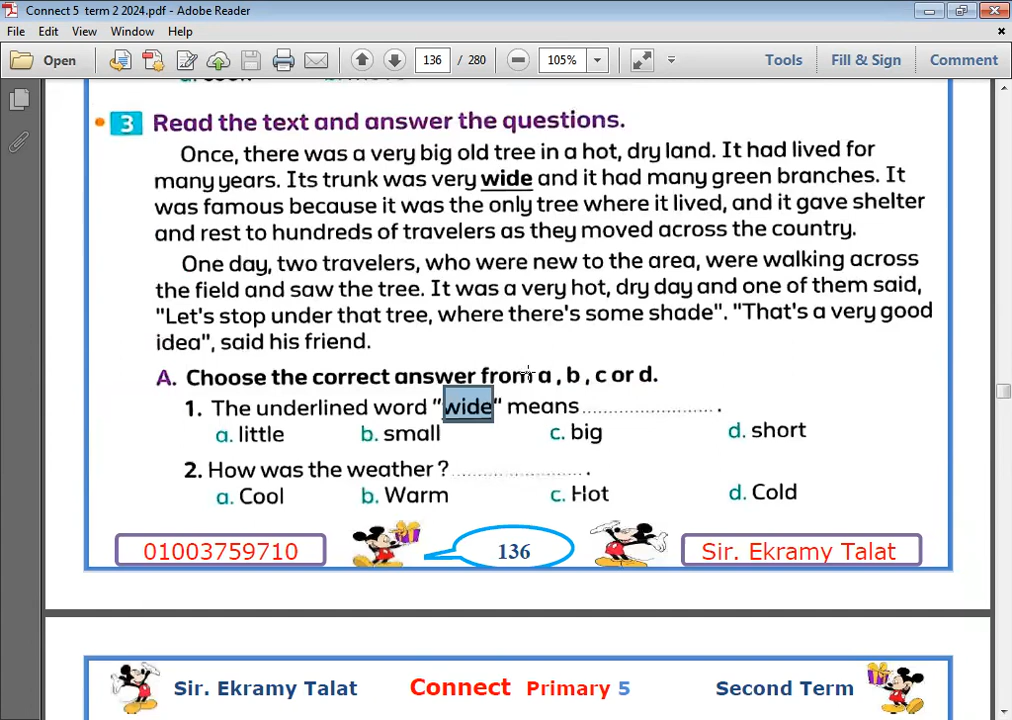 Connect 5 term 2 2024.pdf - Adobe Reader
File Edit View Window Help
Open 136 / 280 105% Tools Fill & Sign Comment
3 Read the text and answer the questions.
Once, there was a very big old tree in a hot, dry land. It had lived for
many years. Its trunk was very wide and it had many green branches. It
was famous because it was the only tree where it lived, and it gave shelter
and rest to hundreds of travelers as they moved across the country.
One day, two travelers, who were new to the area, were walking across
the field and saw the tree. It was a very hot, dry day and one of them said,
"Let's stop under that tree, where there's some shade". "That's a very good
idea", said his friend.
A. Choose the correct answer from a , b , c or d.
1. The underlined word "wide" means ........................... .
a. little b. small c. big d. short
2. How was the weather ? ........................... .
a. Cool b. Warm c. Hot d. Cold
01003759710 136 Sir. Ekramy Talat
Sir. Ekramy Talat Connect Primary 5 Second Term